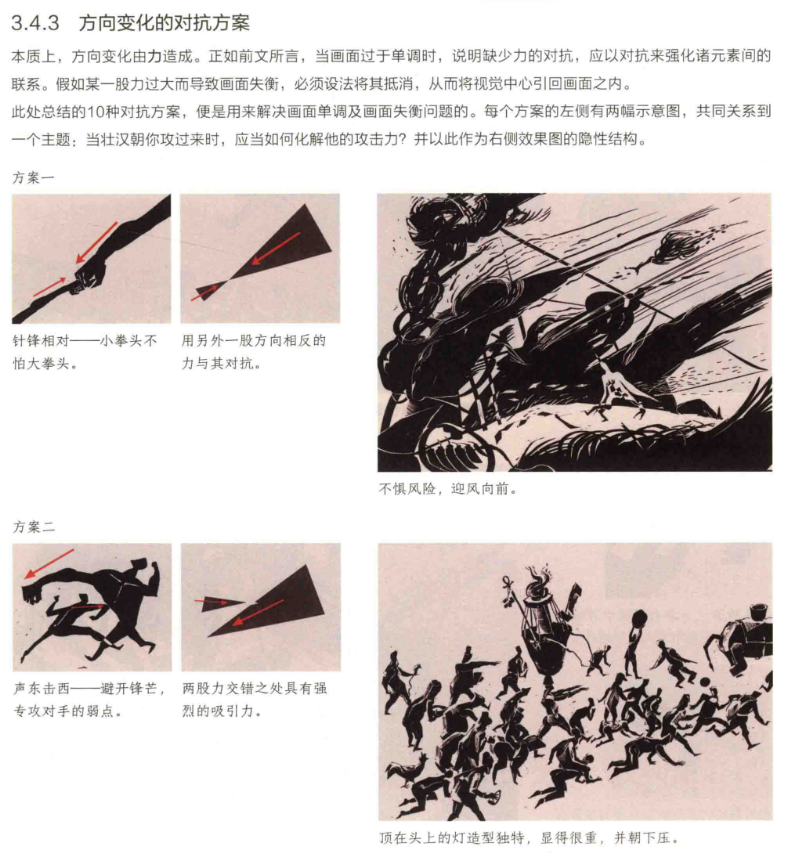 3.4.3 方向变化的对抗方案
本质上，方向变化由力造成。正如前文所言，当画面过于单调时，说明缺少力的对抗，应以对抗来强化诸元素间的
联系。假如某一股力过大而导致画面失衡，必须设法将其抵消，从而将视觉中心引回画面之内。
此处总结的10种对抗方案，便是用来解决画面单调及画面失衡问题的。每个方案的左侧有两幅示意图，共同关系到
一个主题：当壮汉朝你攻过来时，应当如何化解他的攻击力？并以此作为右侧效果图的隐性结构。
方案一
针锋相对——小拳头不
怕大拳头。
用另外一股方向相反的
力与其对抗。
不惧风险，迎风向前。
方案二
声东击西——避开锋芒，
专攻对手的弱点。
两股力交错之处具有强
烈的吸引力。
顶在头上的灯造型独特，显得很重，并朝下压。